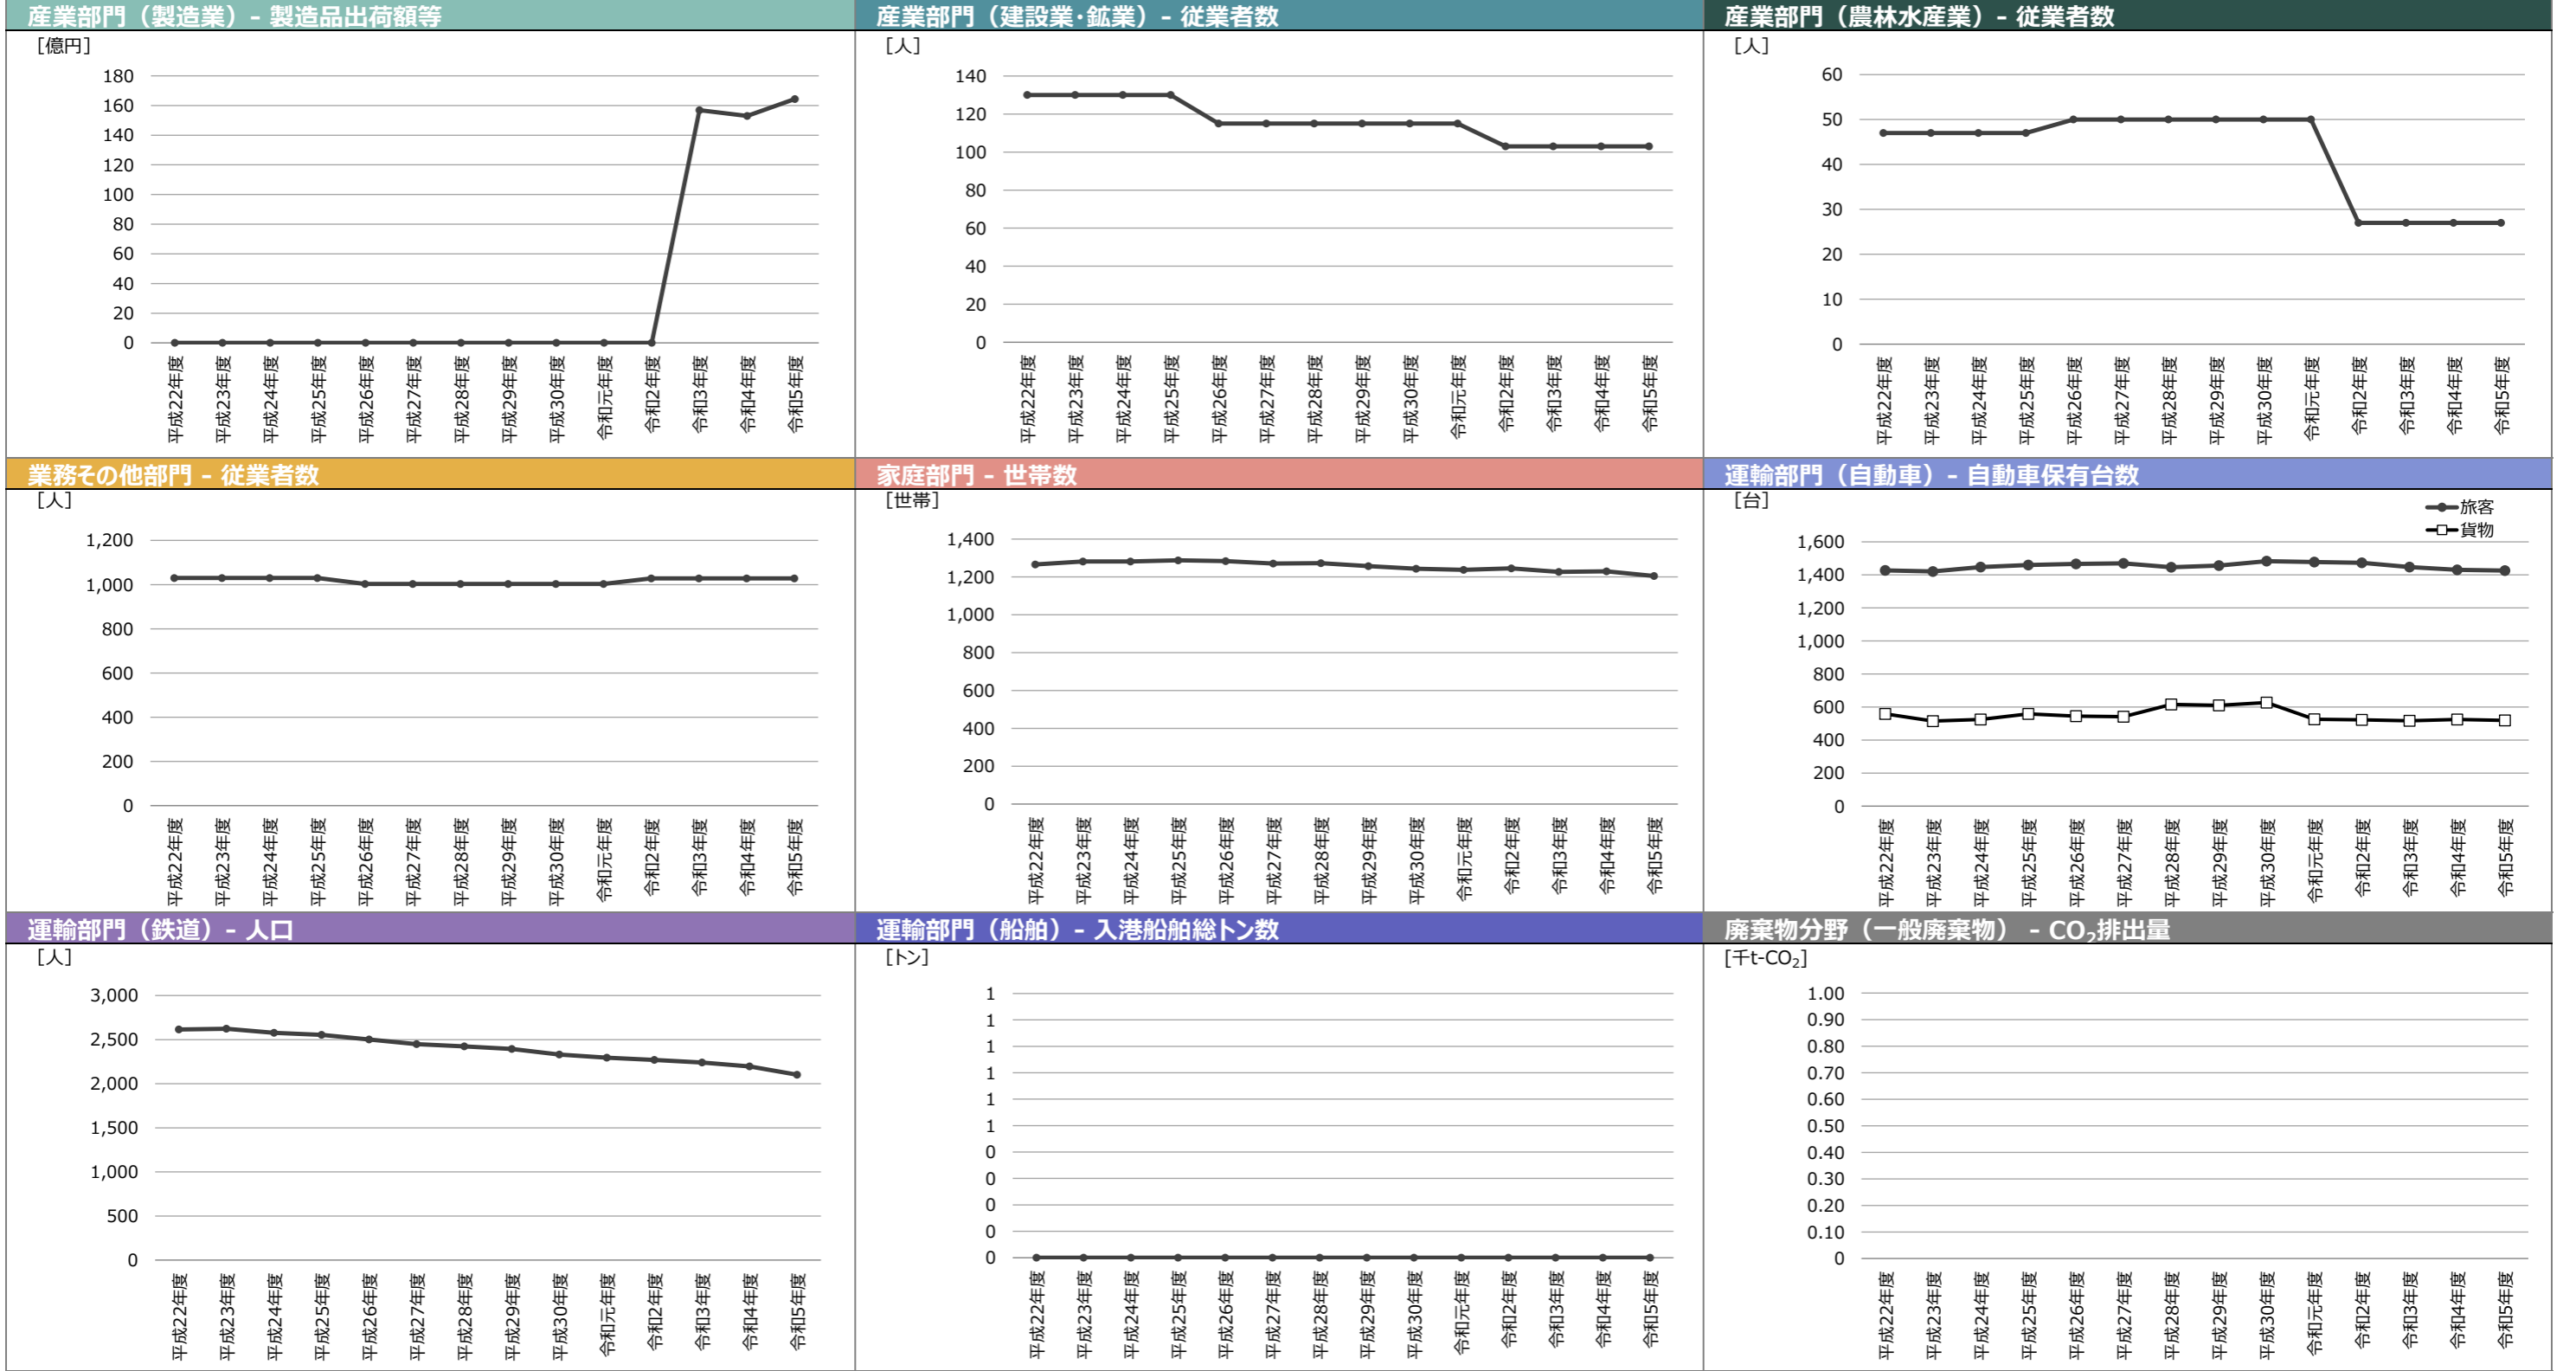 産業部門（製造業）- 製造品出荷額等
[億円]
180
160
140
120
100
80
60
40
20
0
平成22年度
平成23年度
平成24年度
平成25年度
平成26年度
平成27年度
平成28年度
平成29年度
平成30年度
令和元年度
令和2年度
令和3年度
令和4年度
令和5年度
産業部門（建設業･鉱業）- 従業者数
[人]
140
120
100
80
60
40
20
0
平成22年度
平成23年度
平成24年度
平成25年度
平成26年度
平成27年度
平成28年度
平成29年度
平成30年度
令和元年度
令和2年度
令和3年度
令和4年度
令和5年度
産業部門（農林水産業）- 従業者数
[人]
60
50
40
30
20
10
0
平成22年度
平成23年度
平成24年度
平成25年度
平成26年度
平成27年度
平成28年度
平成29年度
平成30年度
令和元年度
令和2年度
令和3年度
令和4年度
令和5年度
業務その他部門 - 従業者数
[人]
1,200
1,000
800
600
400
200
0
平成22年度
平成23年度
平成24年度
平成25年度
平成26年度
平成27年度
平成28年度
平成29年度
平成30年度
令和元年度
令和2年度
令和3年度
令和4年度
令和5年度
家庭部門 - 世帯数
[世帯]
1,400
1,200
1,000
800
600
400
200
0
平成22年度
平成23年度
平成24年度
平成25年度
平成26年度
平成27年度
平成28年度
平成29年度
平成30年度
令和元年度
令和2年度
令和3年度
令和4年度
令和5年度
運輸部門（自動車）- 自動車保有台数
[台]
旅客
貨物
1,600
1,400
1,200
1,000
800
600
400
200
0
平成22年度
平成23年度
平成24年度
平成25年度
平成26年度
平成27年度
平成28年度
平成29年度
平成30年度
令和元年度
令和2年度
令和3年度
令和4年度
令和5年度
運輸部門（鉄道）- 人口
[人]
3,000
2,500
2,000
1,500
1,000
500
0
平成22年度
平成23年度
平成24年度
平成25年度
平成26年度
平成27年度
平成28年度
平成29年度
平成30年度
令和元年度
令和2年度
令和3年度
令和4年度
令和5年度
運輸部門（船舶）- 入港船舶総トン数
[トン]
1
1
1
1
1
1
0
0
0
0
0
平成22年度
平成23年度
平成24年度
平成25年度
平成26年度
平成27年度
平成28年度
平成29年度
平成30年度
令和元年度
令和2年度
令和3年度
令和4年度
令和5年度
廃棄物分野（一般廃棄物） - CO₂排出量
[千t-CO₂]
1.00
0.90
0.80
0.70
0.60
0.50
0.40
0.30
0.20
0.10
0
平成22年度
平成23年度
平成24年度
平成25年度
平成26年度
平成27年度
平成28年度
平成29年度
平成30年度
令和元年度
令和2年度
令和3年度
令和4年度
令和5年度